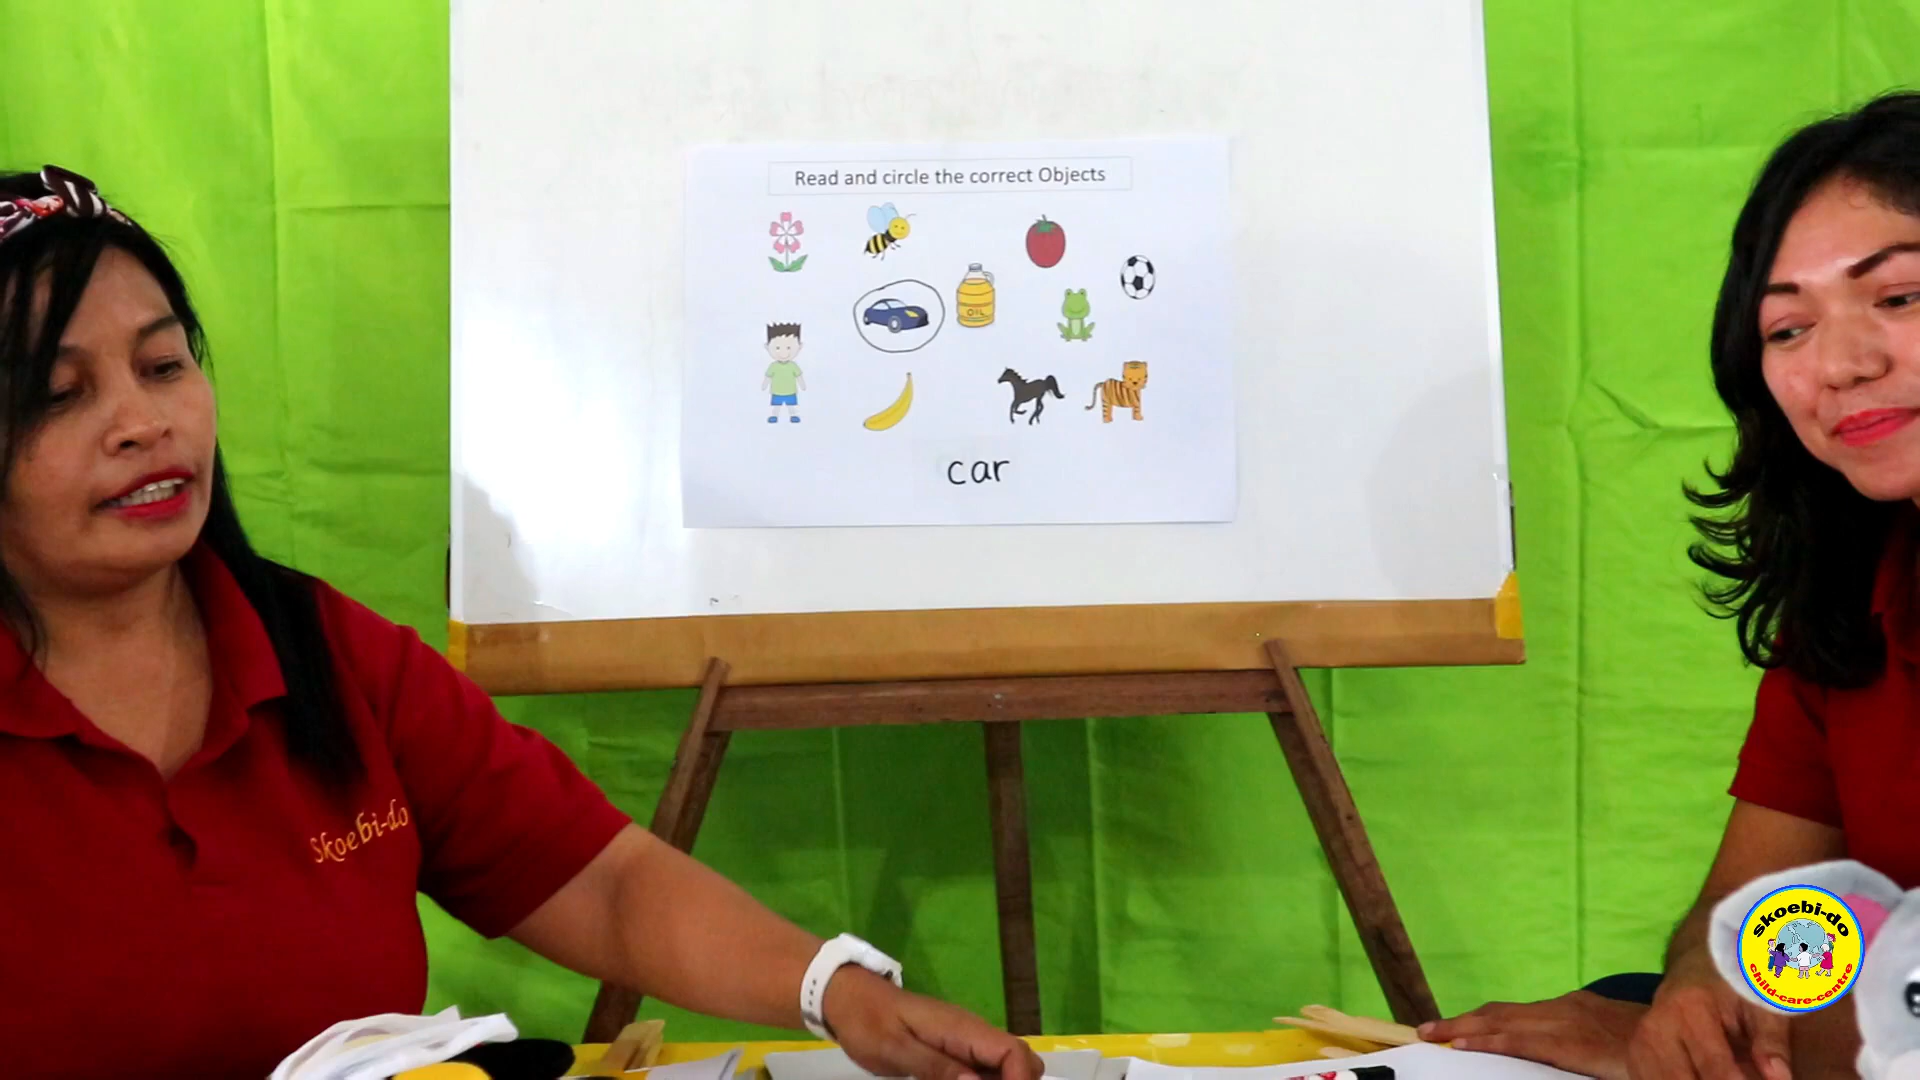 Read and circle the correct Objects
OIL
car
Skoebi-do
skoebi-do
child-care-centre